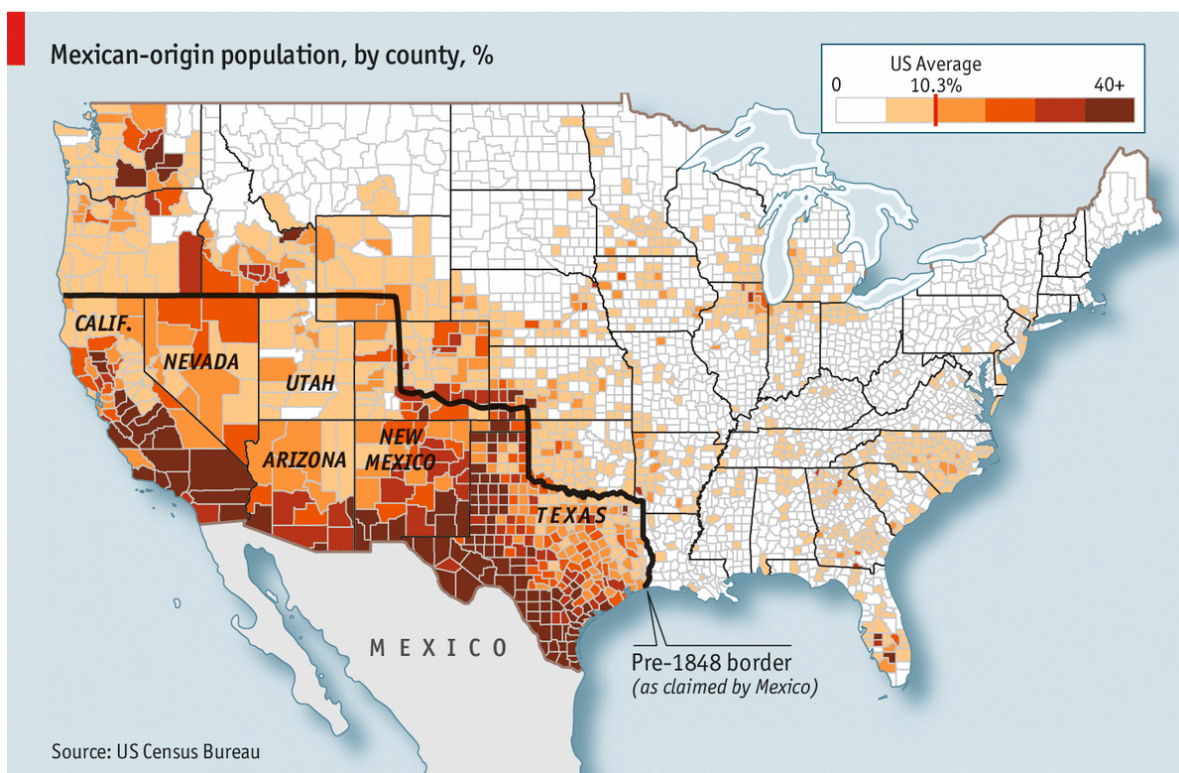 Mexican-origin population, by county, %
US Average
0
10.3%
40+
CALIF.
NEVADA
UTAH
ARIZONA
NEW
MEXICO
TEXAS
MEXICO
Pre-1848 border
(as claimed by Mexico)
Source: US Census Bureau